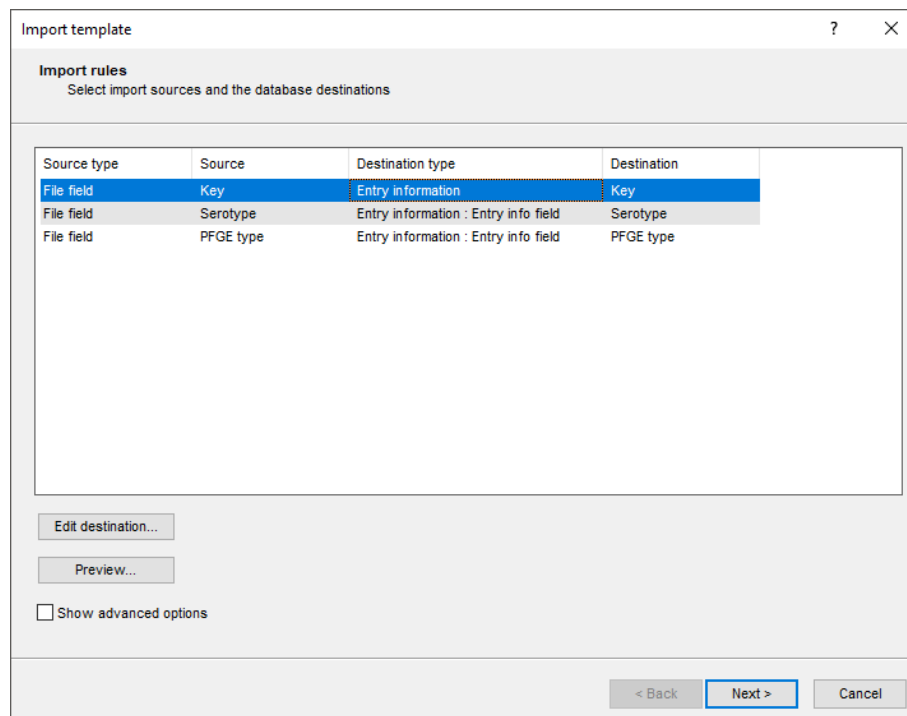 Import template ?
Import rules
Select import sources and the database destinations
Source type Source Destination type Destination
File field Key Entry information Key
File field Serotype Entry information : Entry info field Serotype
File field PFGE type Entry information : Entry info field PFGE type
Edit destination...
Preview...
Show advanced options
< Back Next > Cancel